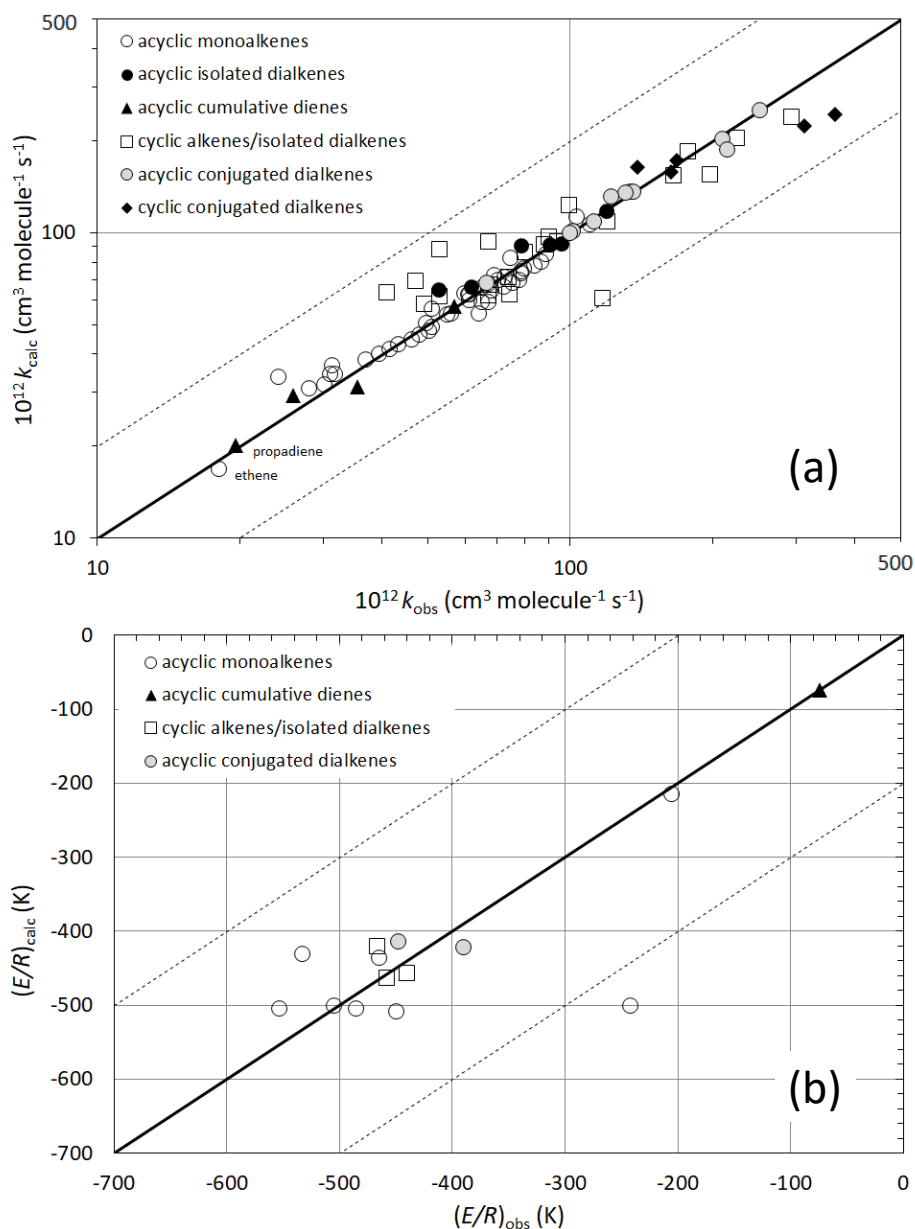 500
acyclic monoalkenes
acyclic isolated dialkenes
acyclic cumulative dienes
cyclic alkenes/isolated dialkenes
acyclic conjugated dialkenes
cyclic conjugated dialkenes
100
10¹² k_calc (cm³ molecule⁻¹ s⁻¹)
propadiene
ethene
(a)
10
10 100 500
10¹² k_obs (cm³ molecule⁻¹ s⁻¹)
0
acyclic monoalkenes
acyclic cumulative dienes
cyclic alkenes/isolated dialkenes
acyclic conjugated dialkenes
-100
-200
-300
-400
-500
-600
-700
(E/R)_calc (K)
(b)
-700 -600 -500 -400 -300 -200 -100 0
(E/R)_obs (K)